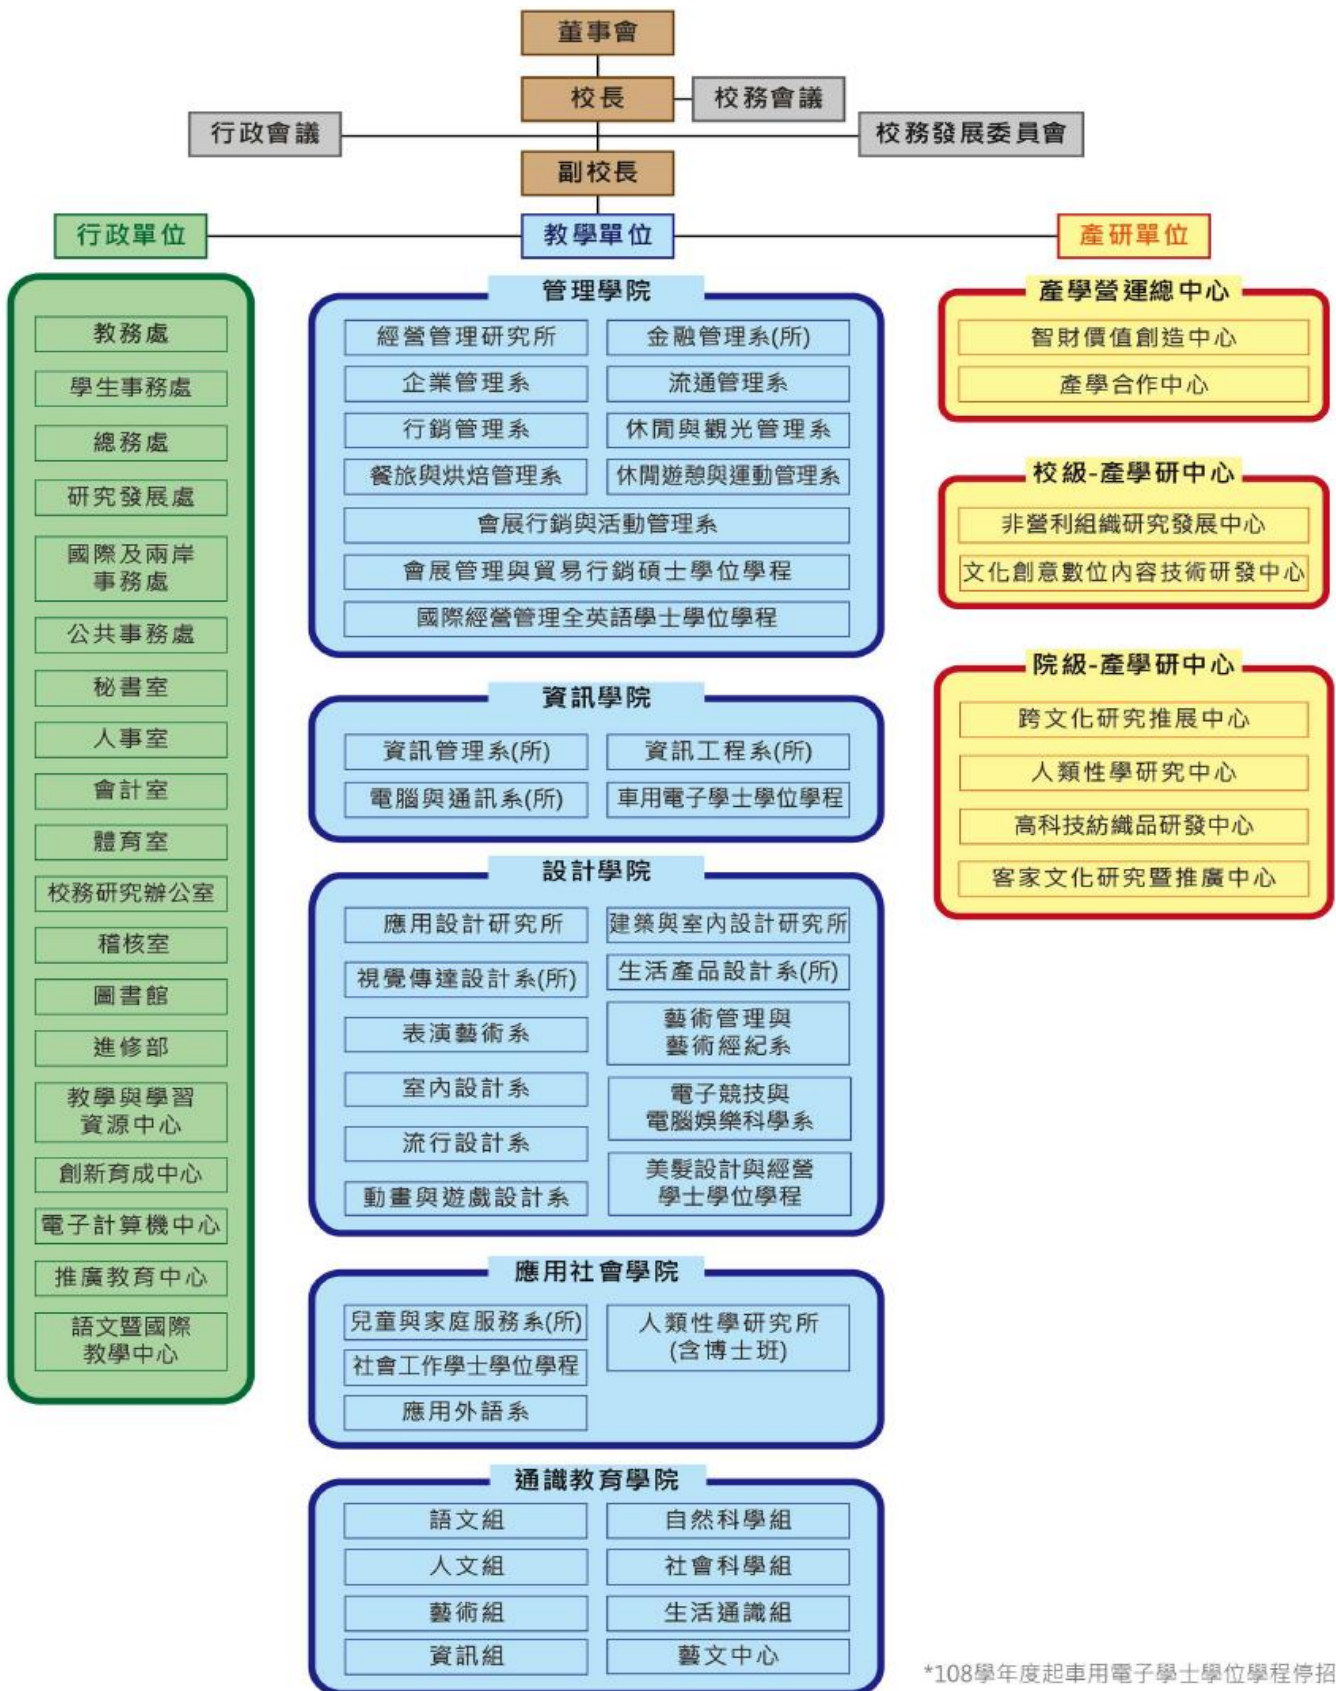 董事會
校長
校務會議
行政會議
校務發展委員會
副校長
行政單位
教學單位
產研單位
教務處
學生事務處
總務處
研究發展處
國際及兩岸
事務處
公共事務處
秘書室
人事室
會計室
體育室
校務研究辦公室
稽核室
圖書館
進修部
教學與學習
資源中心
創新育成中心
電子計算機中心
推廣教育中心
語文暨國際
教學中心
管理學院
經營管理研究所
金融管理系(所)
企業管理系
流通管理系
行銷管理系
休閒與觀光管理系
餐旅與烘焙管理系
休閒遊憩與運動管理系
會展行銷與活動管理系
會展管理與貿易行銷碩士學位學程
國際經營管理全英語學士學位學程
資訊學院
資訊管理系(所)
資訊工程系(所)
電腦與通訊系(所)
車用電子學士學位學程
設計學院
應用設計研究所
建築與室內設計研究所
視覺傳達設計系(所)
生活產品設計系(所)
表演藝術系
藝術管理與
藝術經紀系
室內設計系
電子競技與
電腦娛樂科學系
流行設計系
美髮設計與經營
學士學位學程
動畫與遊戲設計系
應用社會學院
兒童與家庭服務系(所)
人類性學研究所
(含博士班)
社會工作學士學位學程
應用外語系
通識教育學院
語文組
自然科學組
人文組
社會科學組
藝術組
生活通識組
資訊組
藝文中心
產學營運總中心
智財價值創造中心
產學合作中心
校級-產學研中心
非營利組織研究發展中心
文化創意數位內容技術研發中心
院級-產學研中心
跨文化研究推展中心
人類性學研究中心
高科技紡織品研發中心
客家文化研究暨推廣中心
*108學年度起車用電子學士學位學程停招